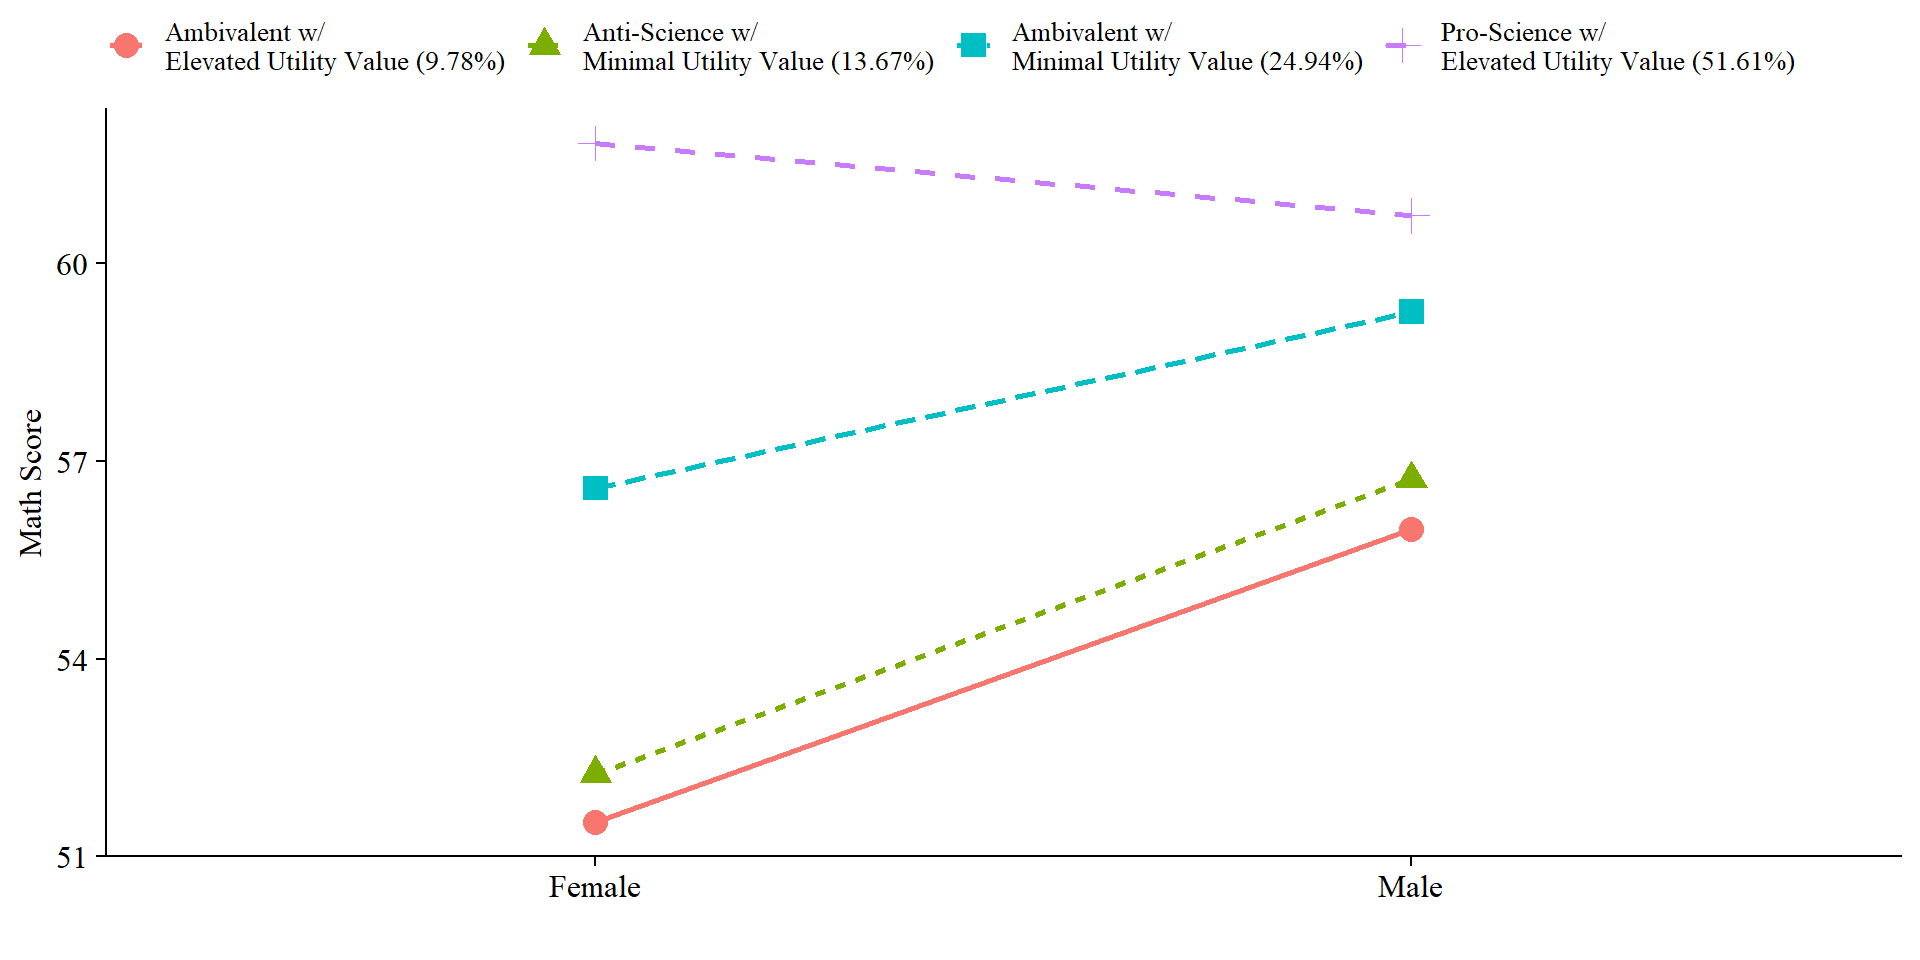 Ambivalent w/
Elevated Utility Value (9.78%)
Anti-Science w/
Minimal Utility Value (13.67%)
Ambivalent w/
Minimal Utility Value (24.94%)
Pro-Science w/
Elevated Utility Value (51.61%)
Math Score
60
57
54
51
Female
Male